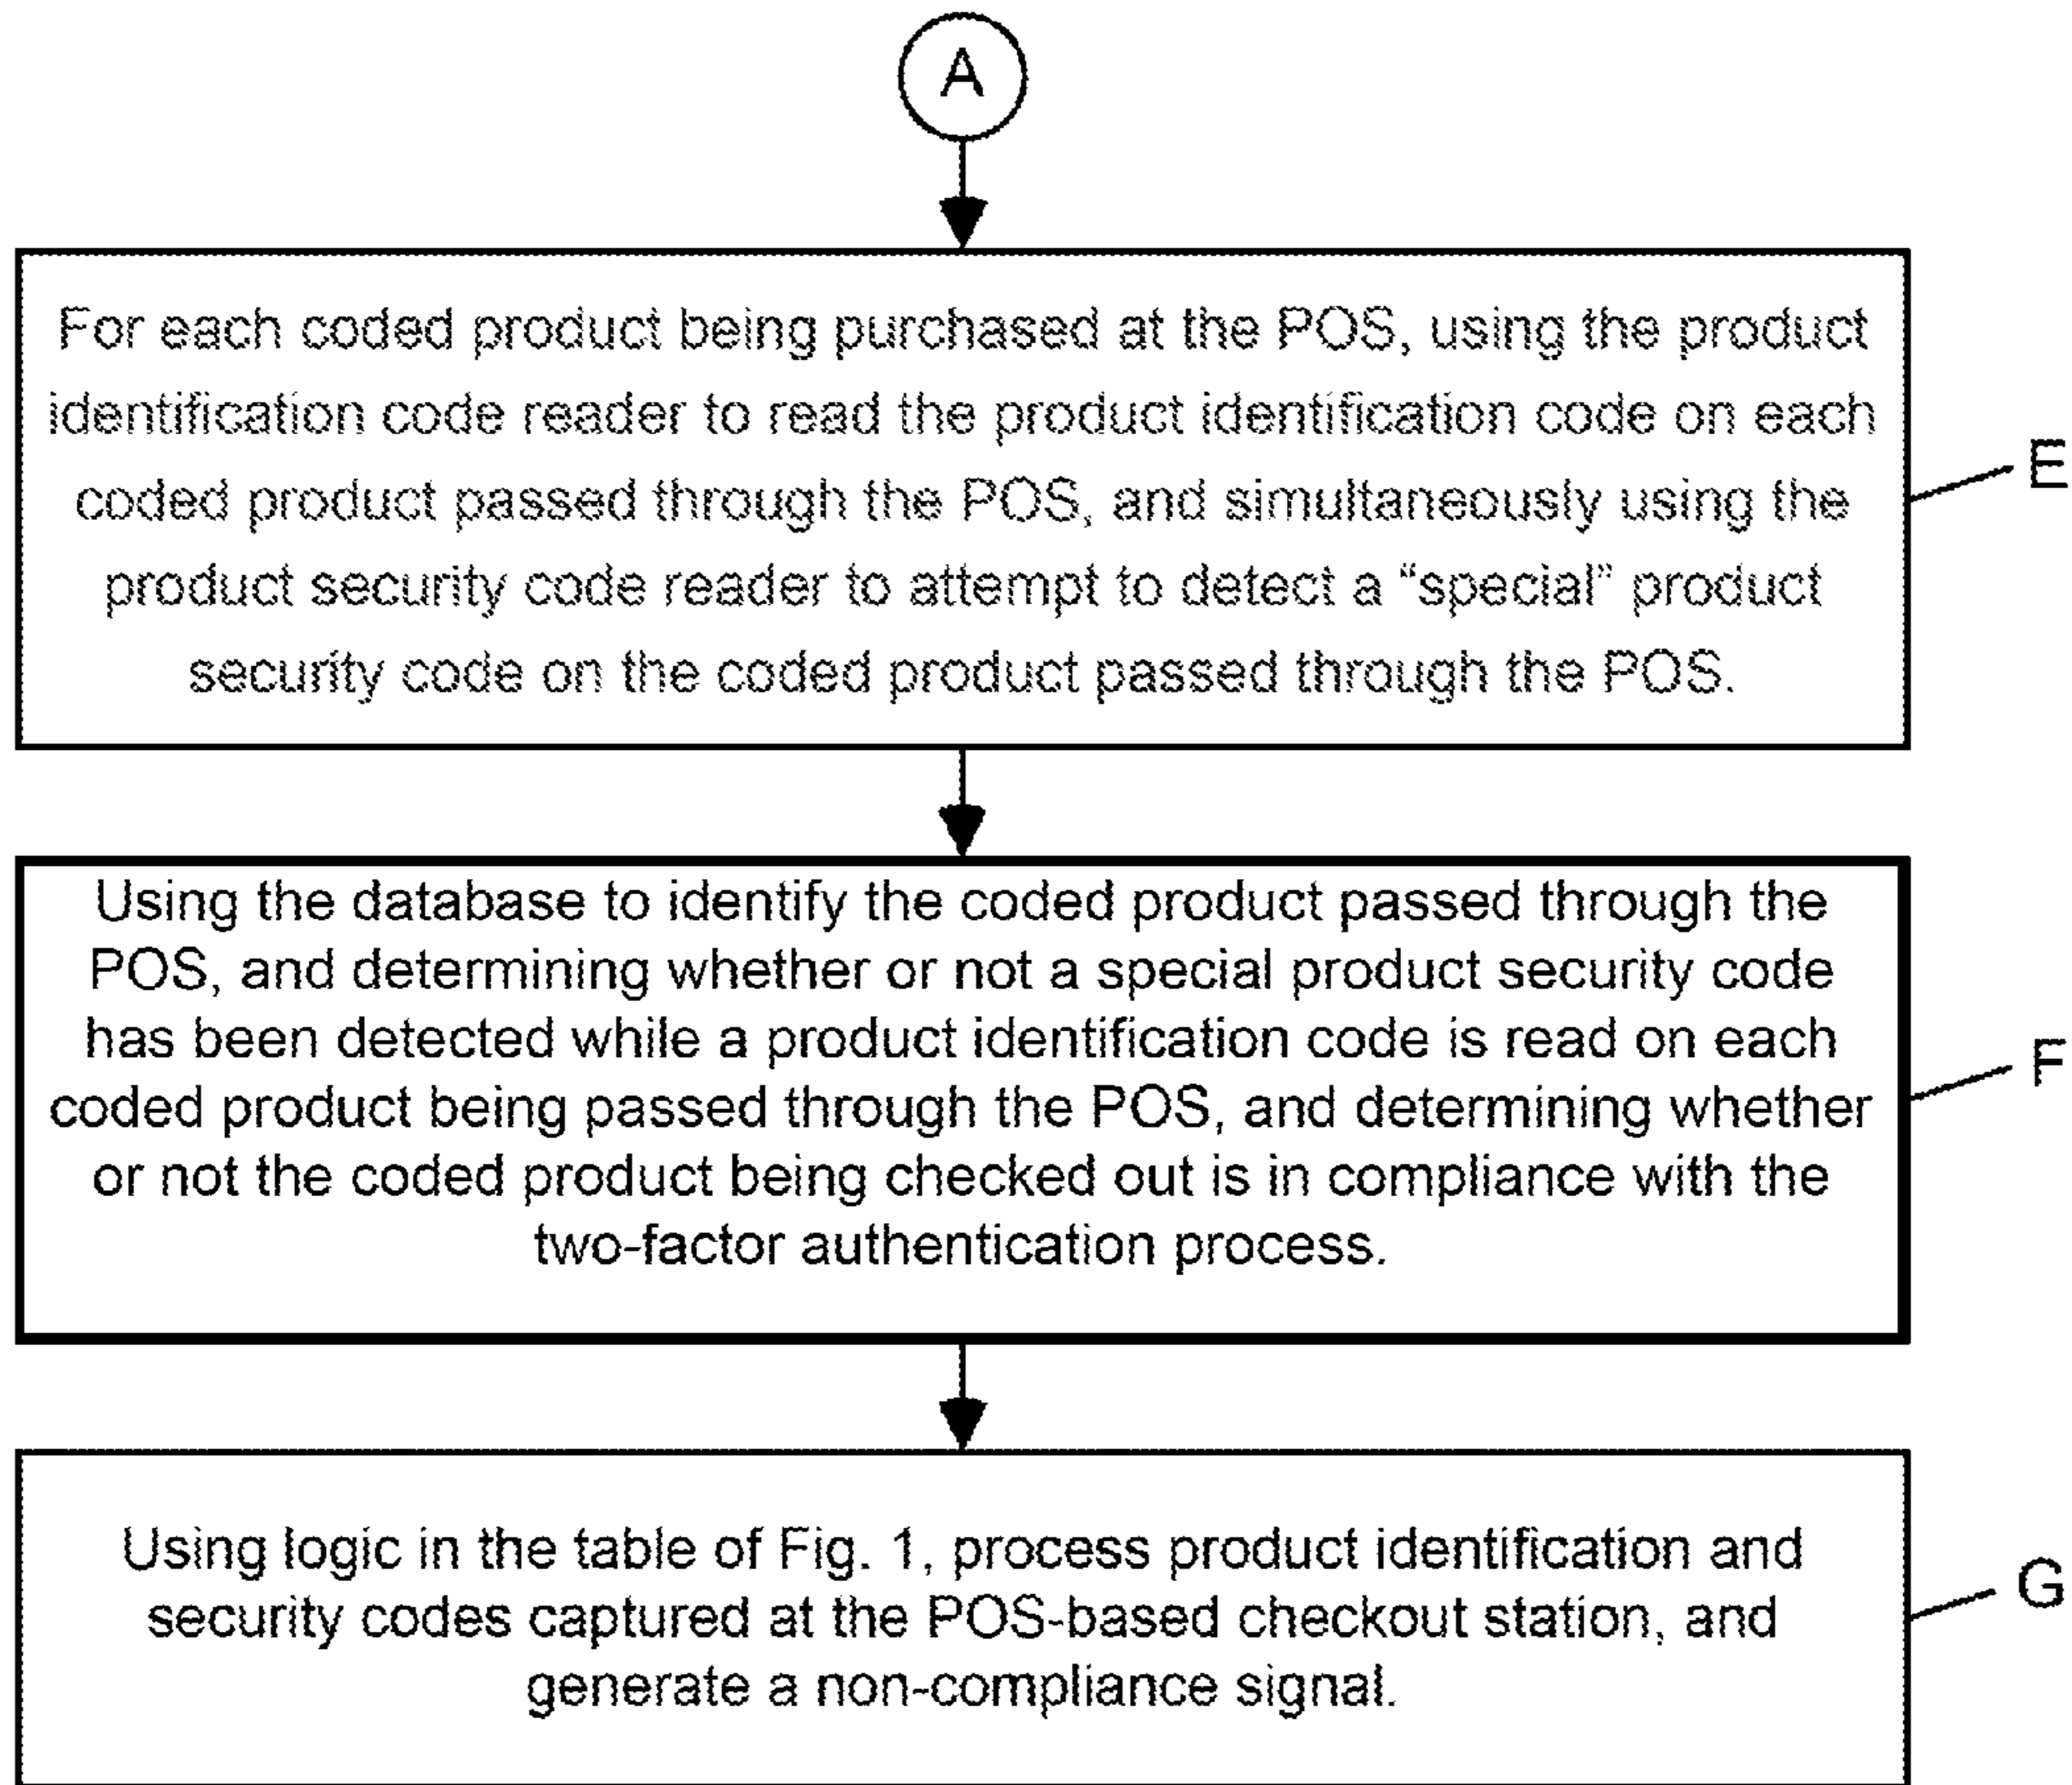 A
For each coded product being purchased at the POS, using the product
identification code reader to read the product identification code on each
coded product passed through the POS, and simultaneously using the
product security code reader to attempt to detect a “special” product
security code on the coded product passed through the POS.
E
Using the database to identify the coded product passed through the
POS, and determining whether or not a special product security code
has been detected while a product identification code is read on each
coded product being passed through the POS, and determining whether
or not the coded product being checked out is in compliance with the
two-factor authentication process.
F
Using logic in the table of Fig. 1, process product identification and
security codes captured at the POS-based checkout station, and
generate a non-compliance signal.
G